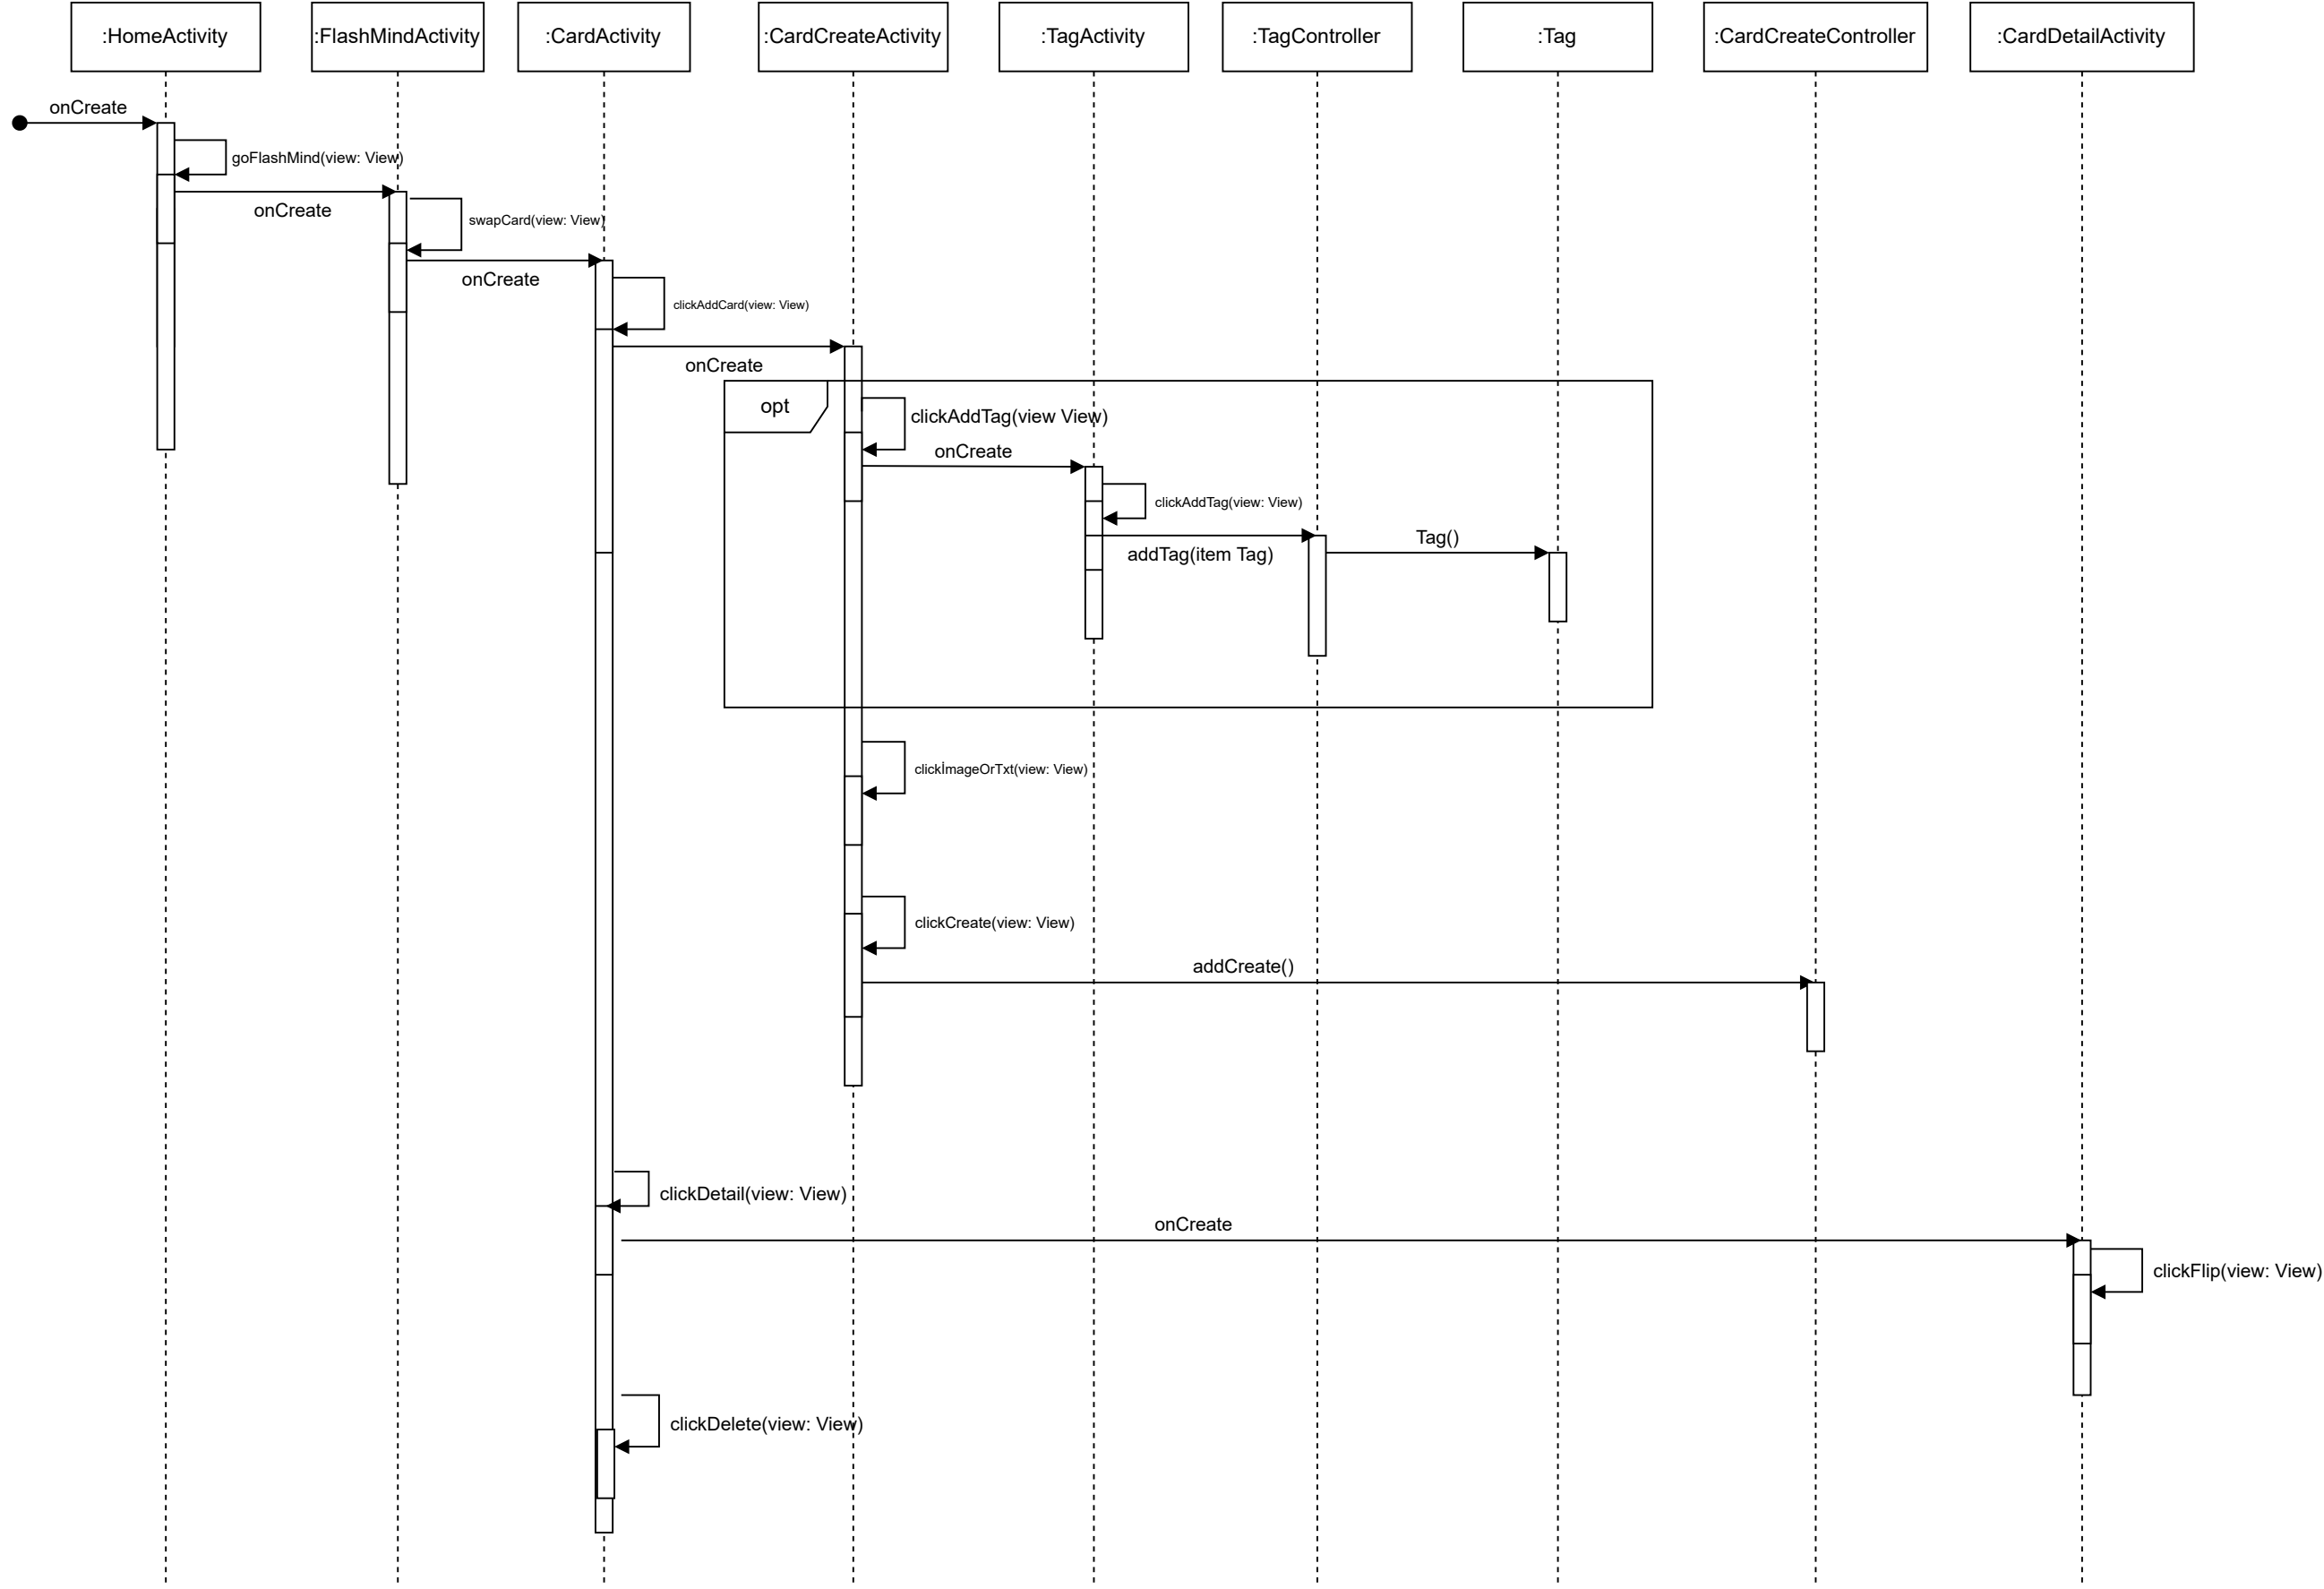 :HomeActivity
:FlashMindActivity
:CardActivity
:CardCreateActivity
:TagActivity
:TagController
:Tag
:CardCreateController
:CardDetailActivity
onCreate
goFlashMind(view: View)
onCreate
swapCard(view: View)
onCreate
clickAddCard(view: View)
onCreate
opt
clickAddTag(view View)
onCreate
clickAddTag(view: View)
addTag(item Tag)
Tag()
clickİmageOrTxt(view: View)
clickCreate(view: View)
addCreate()
clickDetail(view: View)
onCreate
clickFlip(view: View)
clickDelete(view: View)